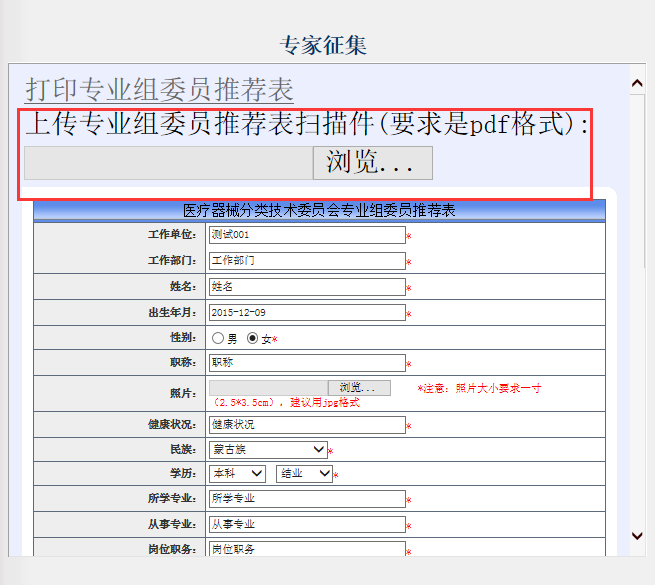 专家征集
打印专业组委员推荐表
上传专业组委员推荐表扫描件(要求是pdf格式):
浏览...
医疗器械分类技术委员会专业组委员推荐表
工作单位: 测试001 *
工作部门: 工作部门 *
姓名: 姓名 *
出生年月: 2015-12-09 *
性别: 男 女*
职称: 职称 *
照片: 浏览... *注意: 照片大小要求一寸
(2.5*3.5cm), 建议用jpg格式
健康状况: 健康状况 *
民族: 蒙古族 *
学历: 本科 结业 *
所学专业: 所学专业 *
从事专业: 从事专业 *
岗位职务: 岗位职务 *